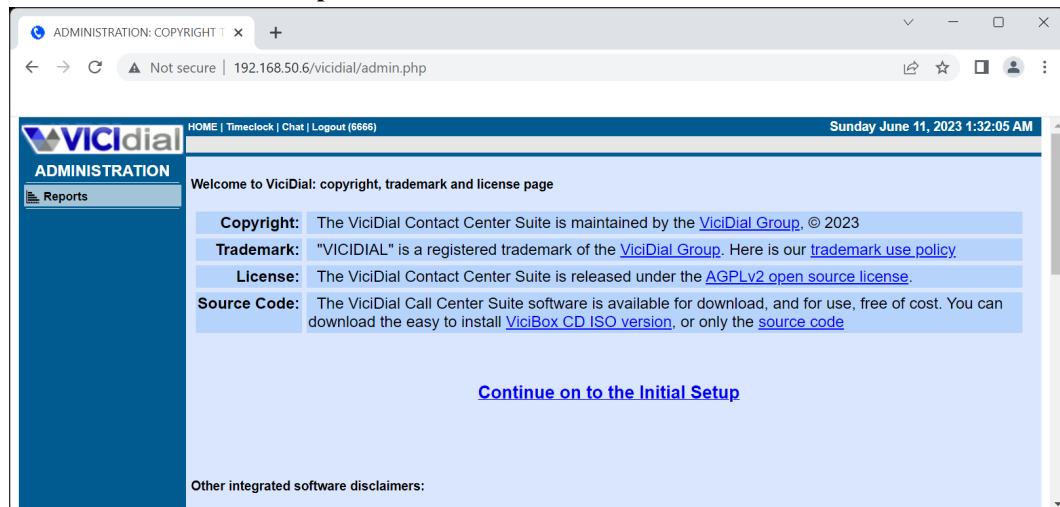 ADMINISTRATION: COPYRIGHT T
Not secure | 192.168.50.6/vicidial/admin.php
VICIdial
HOME | Timeclock | Chat | Logout (6666)
Sunday June 11, 2023 1:32:05 AM
ADMINISTRATION
Reports
Welcome to ViciDial: copyright, trademark and license page
Copyright: The ViciDial Contact Center Suite is maintained by the ViciDial Group, © 2023
Trademark: "VICIDIAL" is a registered trademark of the ViciDial Group. Here is our trademark use policy
License: The ViciDial Contact Center Suite is released under the AGPLv2 open source license.
Source Code: The ViciDial Call Center Suite software is available for download, and for use, free of cost. You can
download the easy to install ViciBox CD ISO version, or only the source code
Continue on to the Initial Setup
Other integrated software disclaimers: